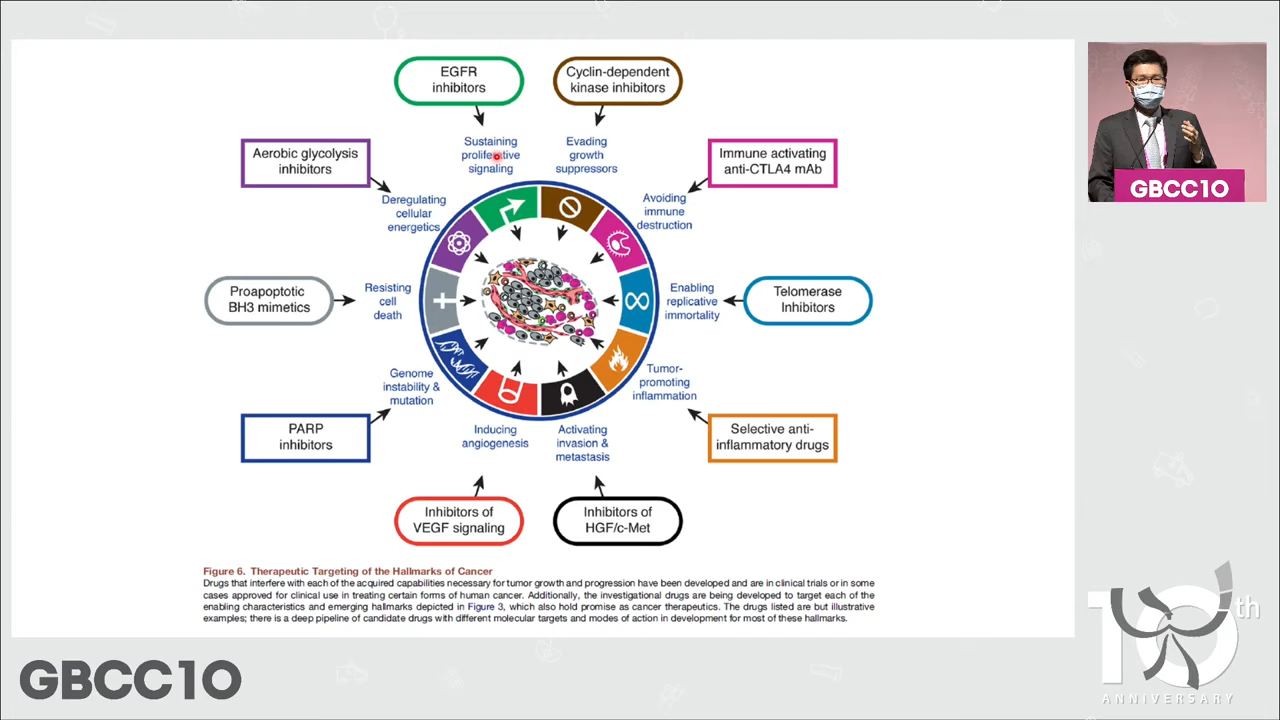 EGFR
inhibitors
Cyclin-dependent
kinase inhibitors
Sustaining
proliferative
signaling
Evading
growth
suppressors
Aerobic glycolysis
inhibitors
Immune activating
anti-CTLA4 mAb
Deregulating
cellular
energetics
Avoiding
immune
destruction
Proapoptotic
BH3 mimetics
Resisting
cell
death
Enabling
replicative
immortality
Telomerase
Inhibitors
Genome
instability &
mutation
Tumor-
promoting
inflammation
PARP
inhibitors
Inducing
angiogenesis
Activating
invasion &
metastasis
Selective anti-
inflammatory drugs
Inhibitors of
VEGF signaling
Inhibitors of
HGF/c-Met
Figure 6. Therapeutic Targeting of the Hallmarks of Cancer
Drugs that interfere with each of the acquired capabilities necessary for tumor growth and progression have been developed and are in clinical trials or in some
cases approved for clinical use in treating certain forms of human cancer. Additionally, the investigational drugs are being developed to target each of the
enabling characteristics and emerging hallmarks depicted in Figure 3, which also hold promise as cancer therapeutics. The drugs listed are but illustrative
examples; there is a deep pipeline of candidate drugs with different molecular targets and modes of action in development for most of these hallmarks.
GBCC10
GBCC10
10th
ANNIVERSARY